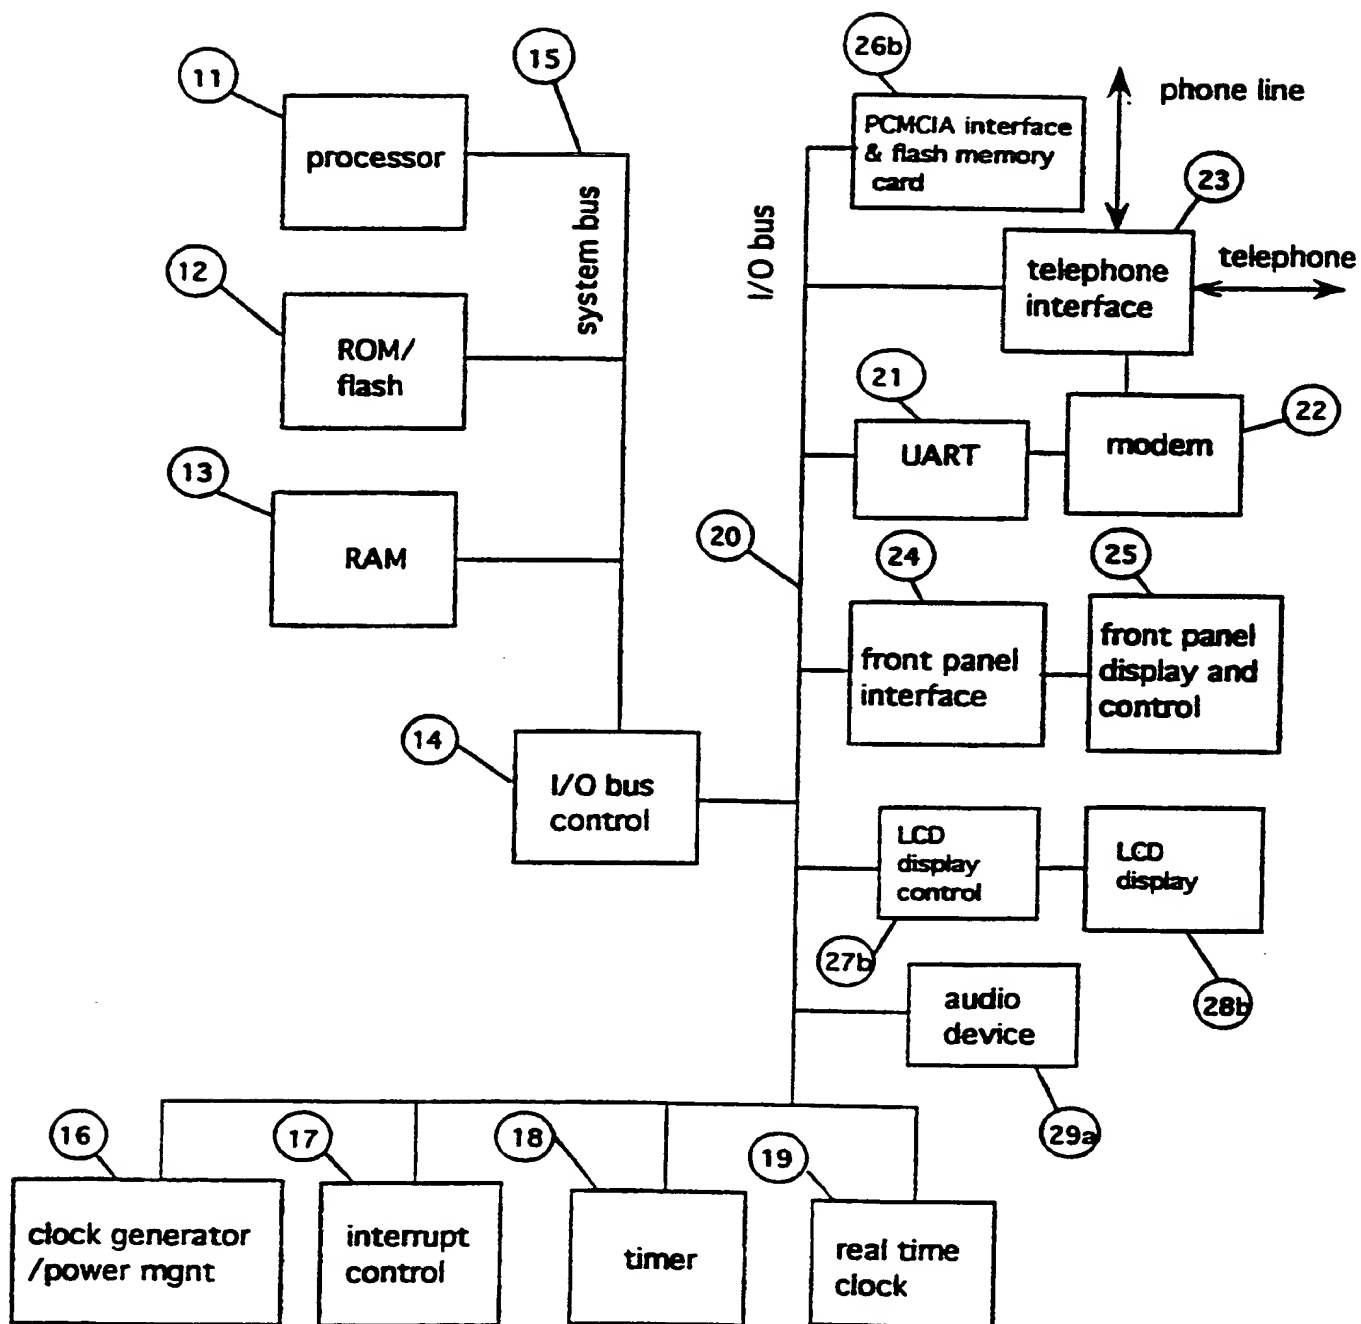 11
processor
15
system bus
12
ROM/
flash
13
RAM
14
I/O bus
control
26b
PCMCIA interface
& flash memory
card
phone line
23
telephone
interface
telephone
I/O bus
21
UART
modem
22
20
24
front panel
interface
25
front panel
display and
control
LCD
display
control
27b
LCD
display
28b
audio
device
29a
16
clock generator
/power mgnt
17
interrupt
control
18
timer
19
real time
clock